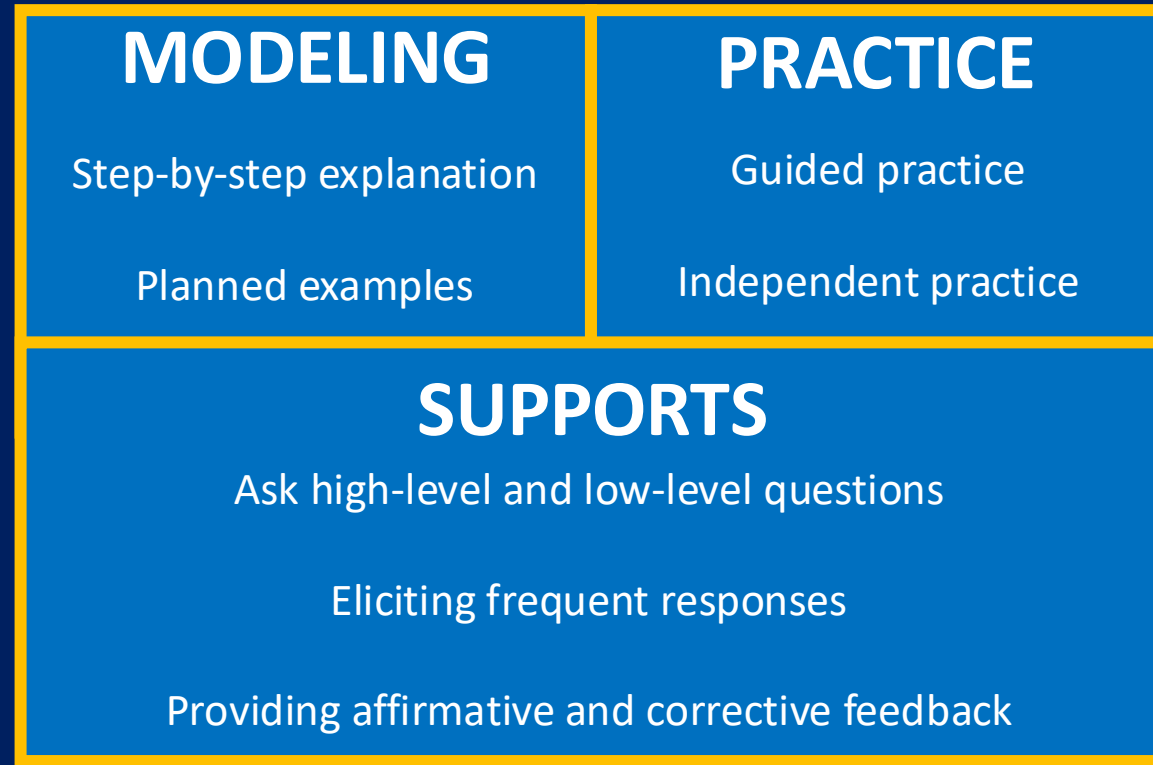 MODELING
Step-by-step explanation
Planned examples
PRACTICE
Guided practice
Independent practice
SUPPORTS
Ask high-level and low-level questions
Eliciting frequent responses
Providing affirmative and corrective feedback